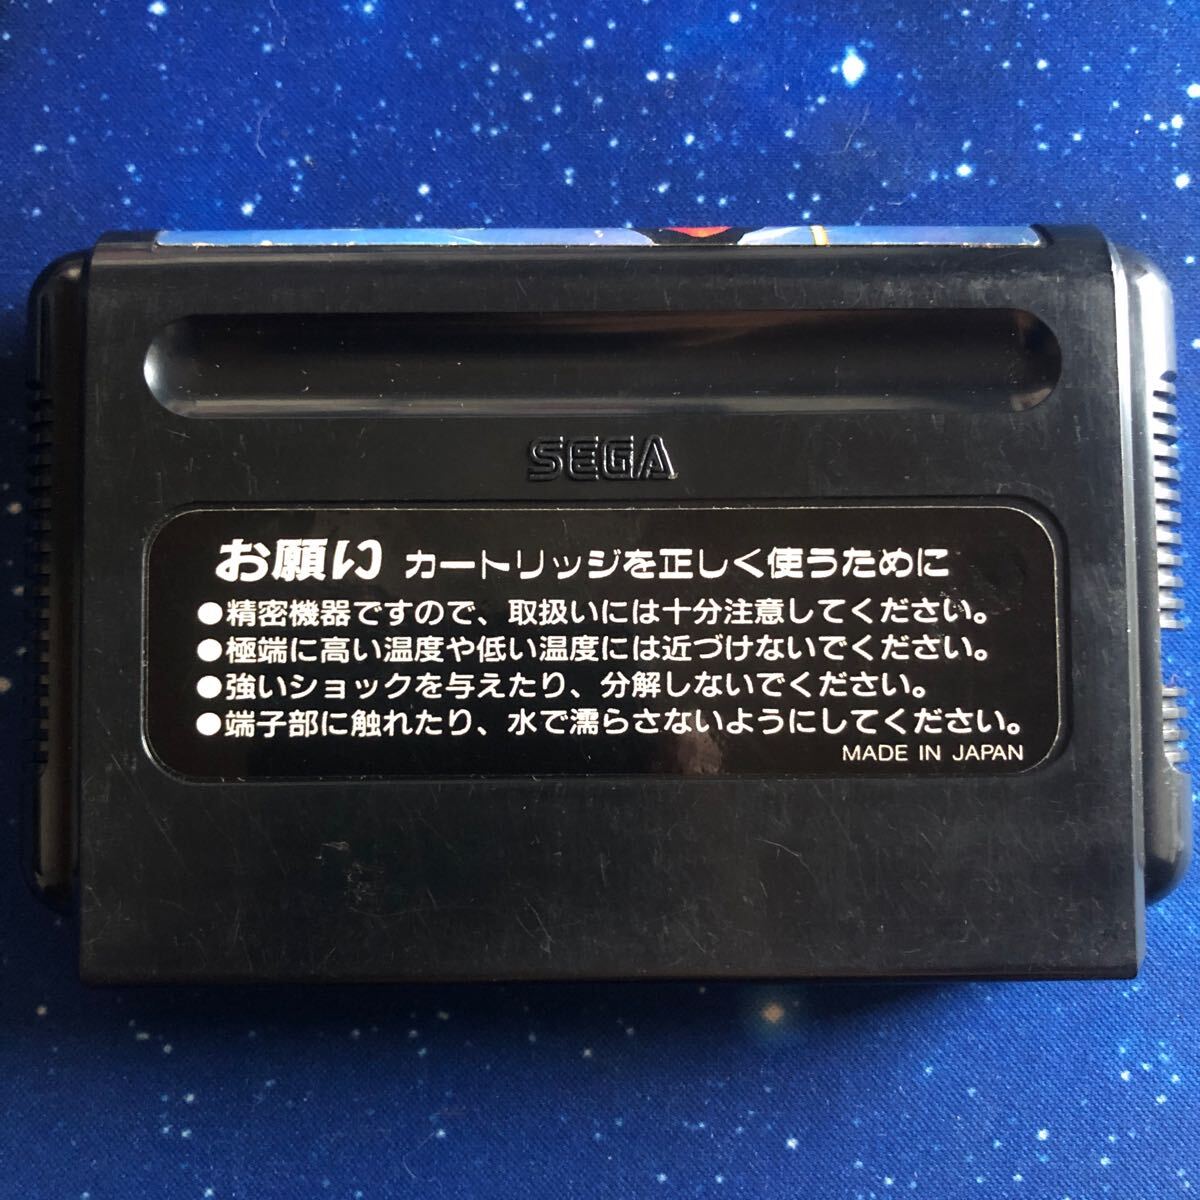 SEGA
お願い カートリッジを正しく使うために
●精密機器ですので、取扱いには十分注意してください。
●極端に高い温度や低い温度には近づけないでください。
●強いショックを与えたり、分解しないでください。
●端子部に触れたり、水で濡らさないようにしてください。
MADE IN JAPAN